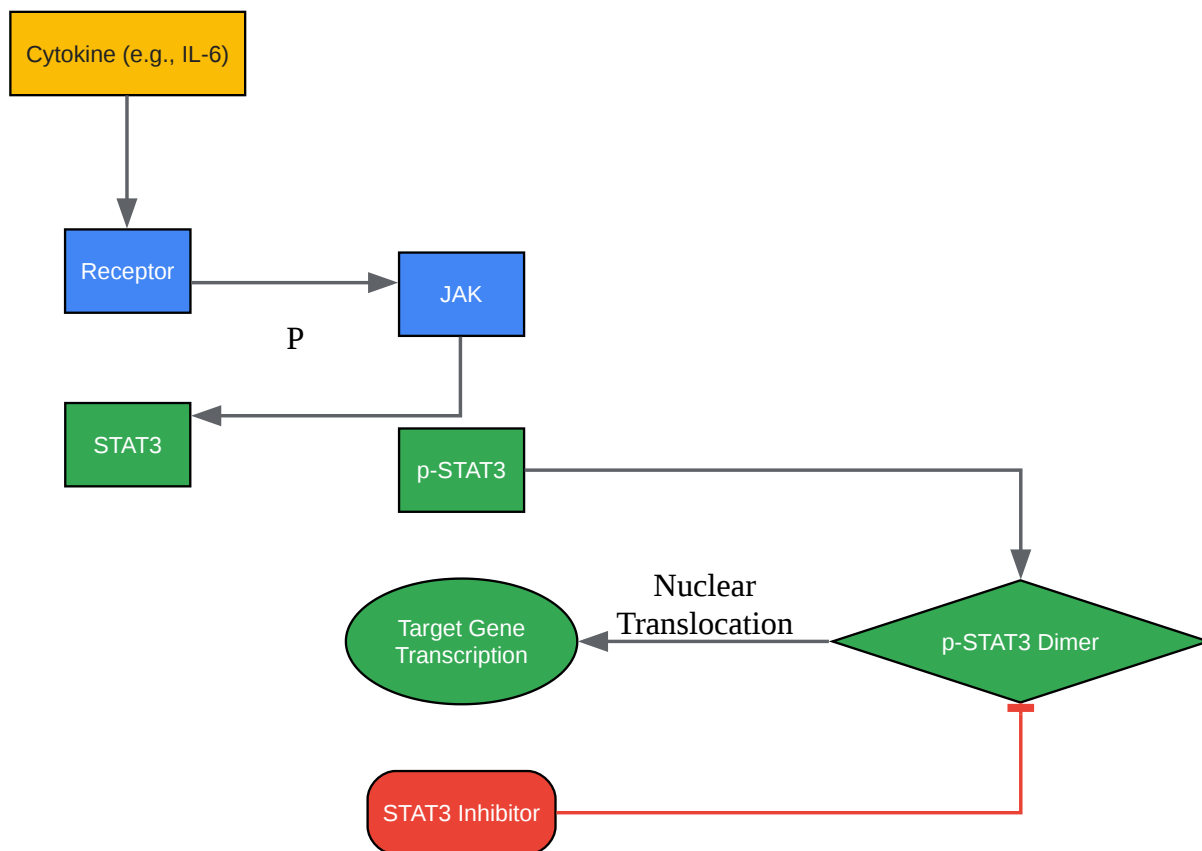 Cytokine (e.g., IL-6)
Receptor
JAK
P
STAT3
p-STAT3
Nuclear
Translocation
Target Gene
Transcription
p-STAT3 Dimer
STAT3 Inhibitor